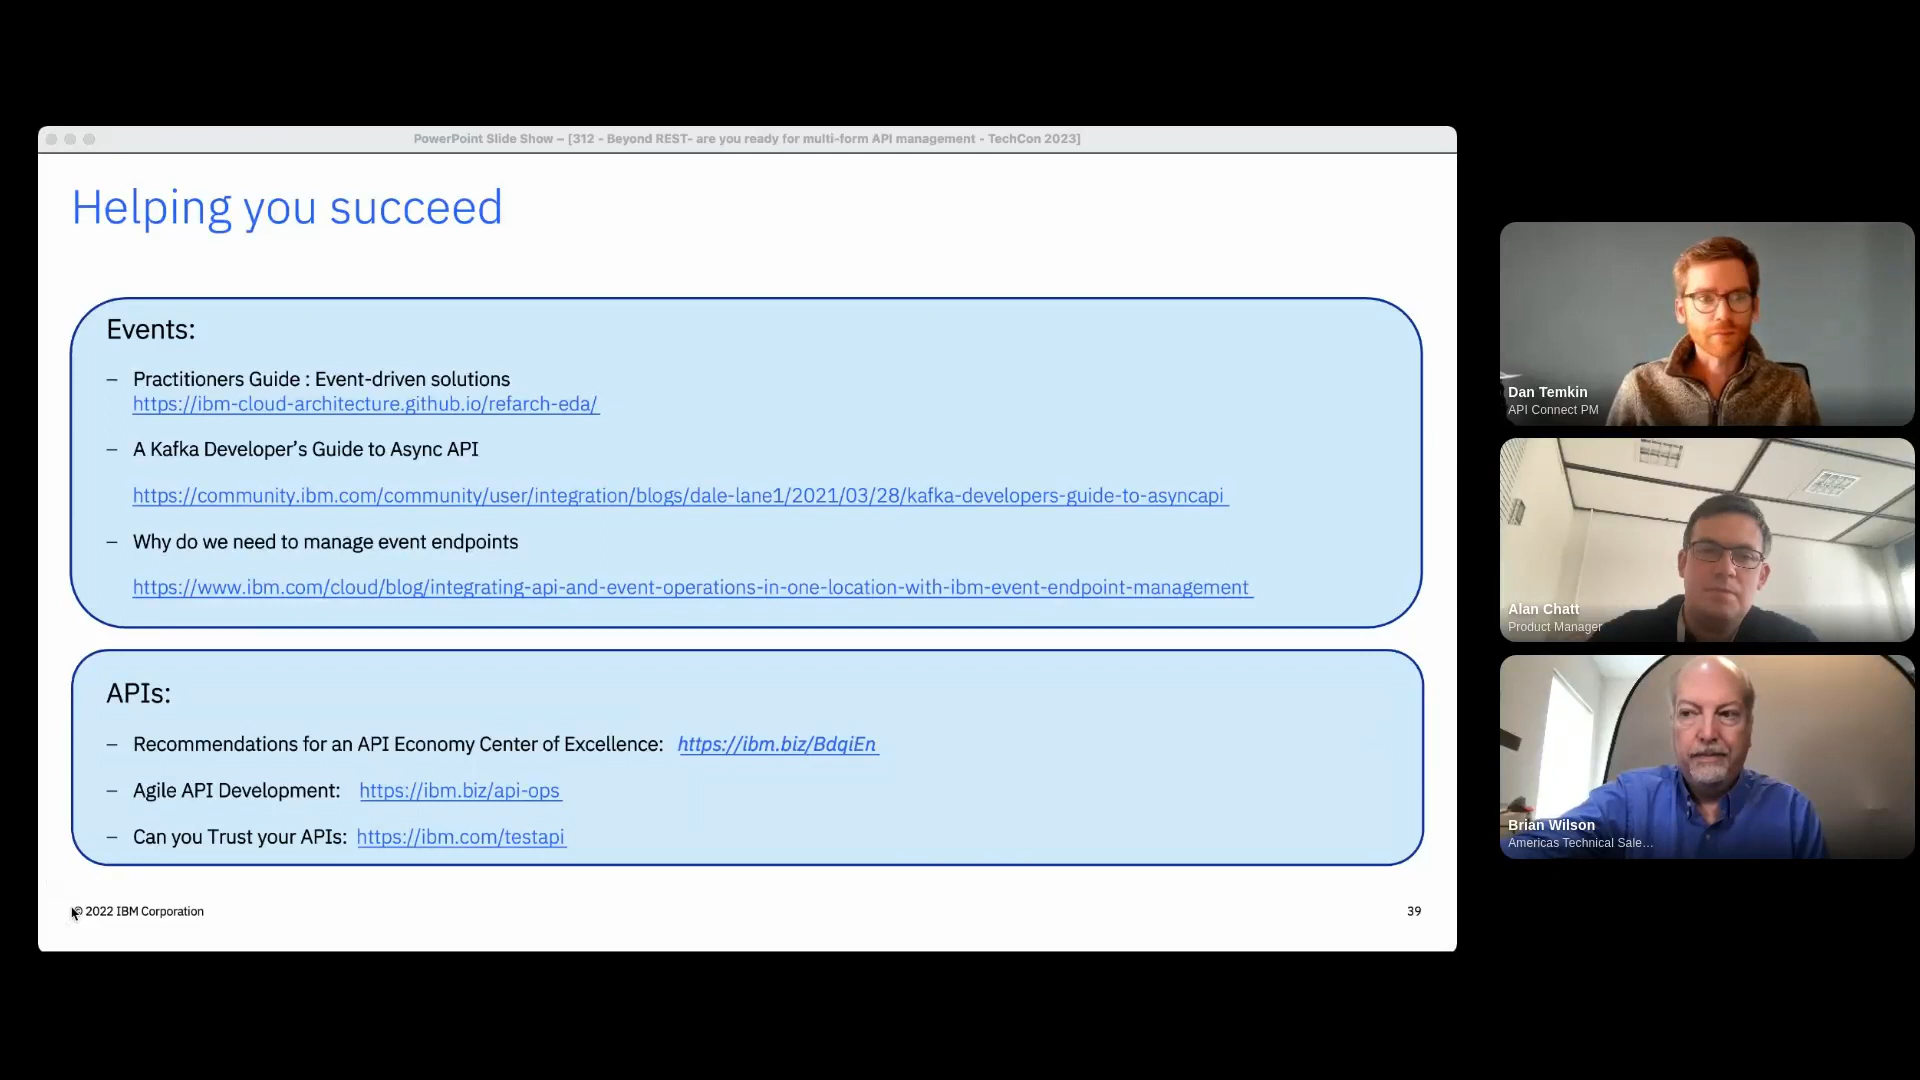 PowerPoint Slide Show – [312 - Beyond REST- are you ready for multi-form API management - TechCon 2023]
Helping you succeed
Events:
– Practitioners Guide : Event-driven solutions
https://ibm-cloud-architecture.github.io/refarch-eda/
– A Kafka Developer’s Guide to Async API
https://community.ibm.com/community/user/integration/blogs/dale-lane1/2021/03/28/kafka-developers-guide-to-asyncapi
– Why do we need to manage event endpoints
https://www.ibm.com/cloud/blog/integrating-api-and-event-operations-in-one-location-with-ibm-event-endpoint-management
APIs:
– Recommendations for an API Economy Center of Excellence: https://ibm.biz/BdqiEn
– Agile API Development: https://ibm.biz/api-ops
– Can you Trust your APIs: https://ibm.com/testapi
© 2022 IBM Corporation
39
Dan Temkin
API Connect PM
Alan Chatt
Product Manager
Brian Wilson
Americas Technical Sale...